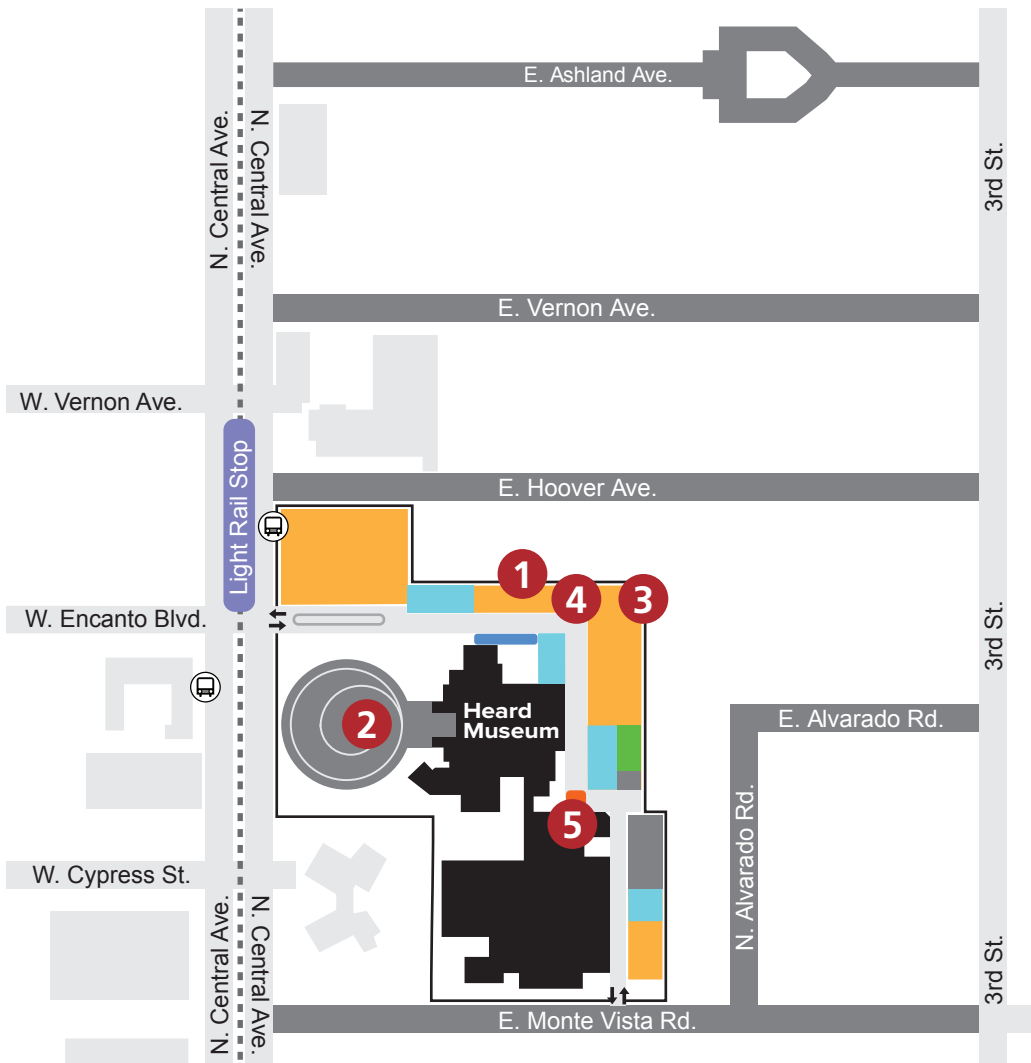 E. Ashland Ave.
N. Central Ave.
N. Central Ave.
3rd St.
E. Vernon Ave.
W. Vernon Ave.
Light Rail Stop
E. Hoover Ave.
1
4
3
W. Encanto Blvd.
3rd St.
2
Heard
Museum
E. Alvarado Rd.
5
N. Alvarado Rd.
W. Cypress St.
N. Central Ave.
N. Central Ave.
3rd St.
E. Monte Vista Rd.